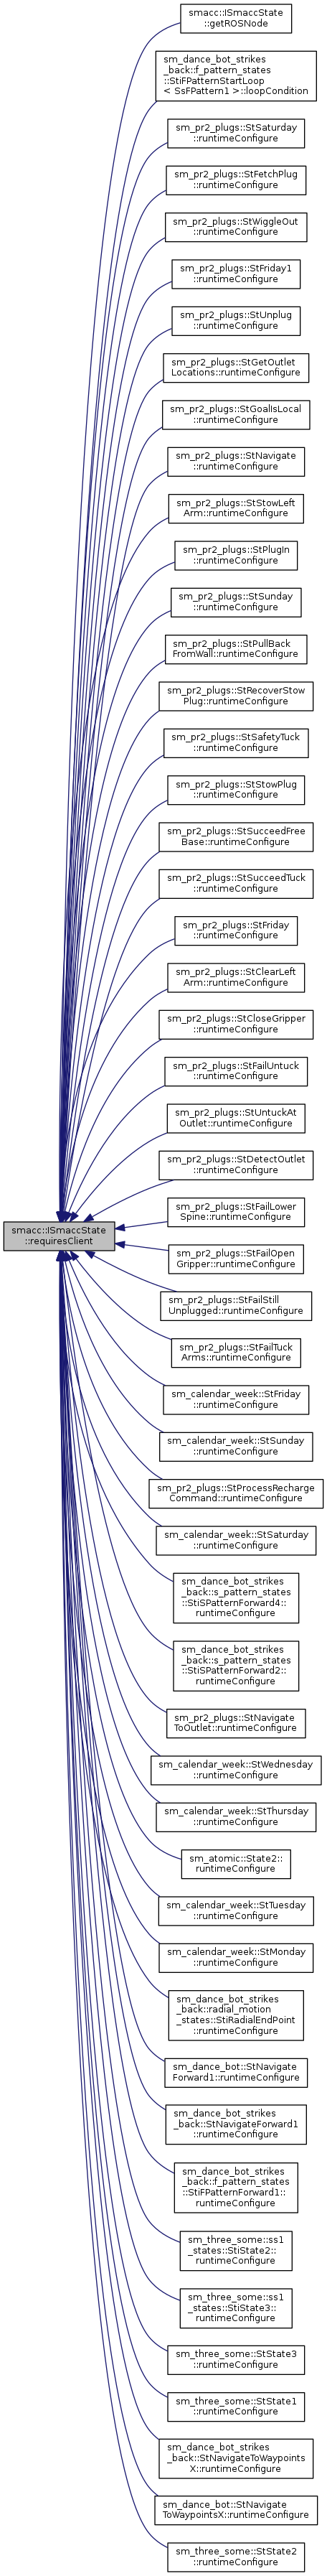 smacc::ISmaccState
::getROSNode
sm_dance_bot_strikes
_back::f_pattern_states
::StiFPatternStartLoop
< SsFPattern1 >::loopCondition
sm_pr2_plugs::StSaturday
::runtimeConfigure
sm_pr2_plugs::StFetchPlug
::runtimeConfigure
sm_pr2_plugs::StWiggleOut
::runtimeConfigure
sm_pr2_plugs::StFriday1
::runtimeConfigure
sm_pr2_plugs::StUnplug
::runtimeConfigure
sm_pr2_plugs::StGetOutlet
Locations::runtimeConfigure
sm_pr2_plugs::StGoalIsLocal
::runtimeConfigure
sm_pr2_plugs::StNavigate
::runtimeConfigure
sm_pr2_plugs::StStowLeft
Arm::runtimeConfigure
sm_pr2_plugs::StPlugIn
::runtimeConfigure
sm_pr2_plugs::StSunday
::runtimeConfigure
sm_pr2_plugs::StPullBack
FromWall::runtimeConfigure
sm_pr2_plugs::StRecoverStow
Plug::runtimeConfigure
sm_pr2_plugs::StSafetyTuck
::runtimeConfigure
sm_pr2_plugs::StStowPlug
::runtimeConfigure
sm_pr2_plugs::StSucceedFree
Base::runtimeConfigure
sm_pr2_plugs::StSucceedTuck
::runtimeConfigure
sm_pr2_plugs::StFriday
::runtimeConfigure
sm_pr2_plugs::StClearLeft
Arm::runtimeConfigure
sm_pr2_plugs::StCloseGripper
::runtimeConfigure
sm_pr2_plugs::StFailUntuck
::runtimeConfigure
sm_pr2_plugs::StUntuckAt
Outlet::runtimeConfigure
sm_pr2_plugs::StDetectOutlet
::runtimeConfigure
sm_pr2_plugs::StFailLower
Spine::runtimeConfigure
smacc::ISmaccState
::requiresClient
sm_pr2_plugs::StFailOpen
Gripper::runtimeConfigure
sm_pr2_plugs::StFailStill
Unplugged::runtimeConfigure
sm_pr2_plugs::StFailTuck
Arms::runtimeConfigure
sm_calendar_week::StFriday
::runtimeConfigure
sm_calendar_week::StSunday
::runtimeConfigure
sm_pr2_plugs::StProcessRecharge
Command::runtimeConfigure
sm_calendar_week::StSaturday
::runtimeConfigure
sm_dance_bot_strikes
_back::s_pattern_states
::StiSPatternForward4::
runtimeConfigure
sm_dance_bot_strikes
_back::s_pattern_states
::StiSPatternForward2::
runtimeConfigure
sm_pr2_plugs::StNavigate
ToOutlet::runtimeConfigure
sm_calendar_week::StWednesday
::runtimeConfigure
sm_calendar_week::StThursday
::runtimeConfigure
sm_atomic::State2::
runtimeConfigure
sm_calendar_week::StTuesday
::runtimeConfigure
sm_calendar_week::StMonday
::runtimeConfigure
sm_dance_bot_strikes
_back::radial_motion
_states::StiRadialEndPoint
::runtimeConfigure
sm_dance_bot::StNavigate
Forward1::runtimeConfigure
sm_dance_bot_strikes
_back::StNavigateForward1
::runtimeConfigure
sm_dance_bot_strikes
_back::f_pattern_states
::StiFPatternForward1::
runtimeConfigure
sm_three_some::ss1
_states::StiState2::
runtimeConfigure
sm_three_some::ss1
_states::StiState3::
runtimeConfigure
sm_three_some::StState3
::runtimeConfigure
sm_three_some::StState1
::runtimeConfigure
sm_dance_bot_strikes
_back::StNavigateToWaypoints
X::runtimeConfigure
sm_dance_bot::StNavigate
ToWaypointsX::runtimeConfigure
sm_three_some::StState2
::runtimeConfigure